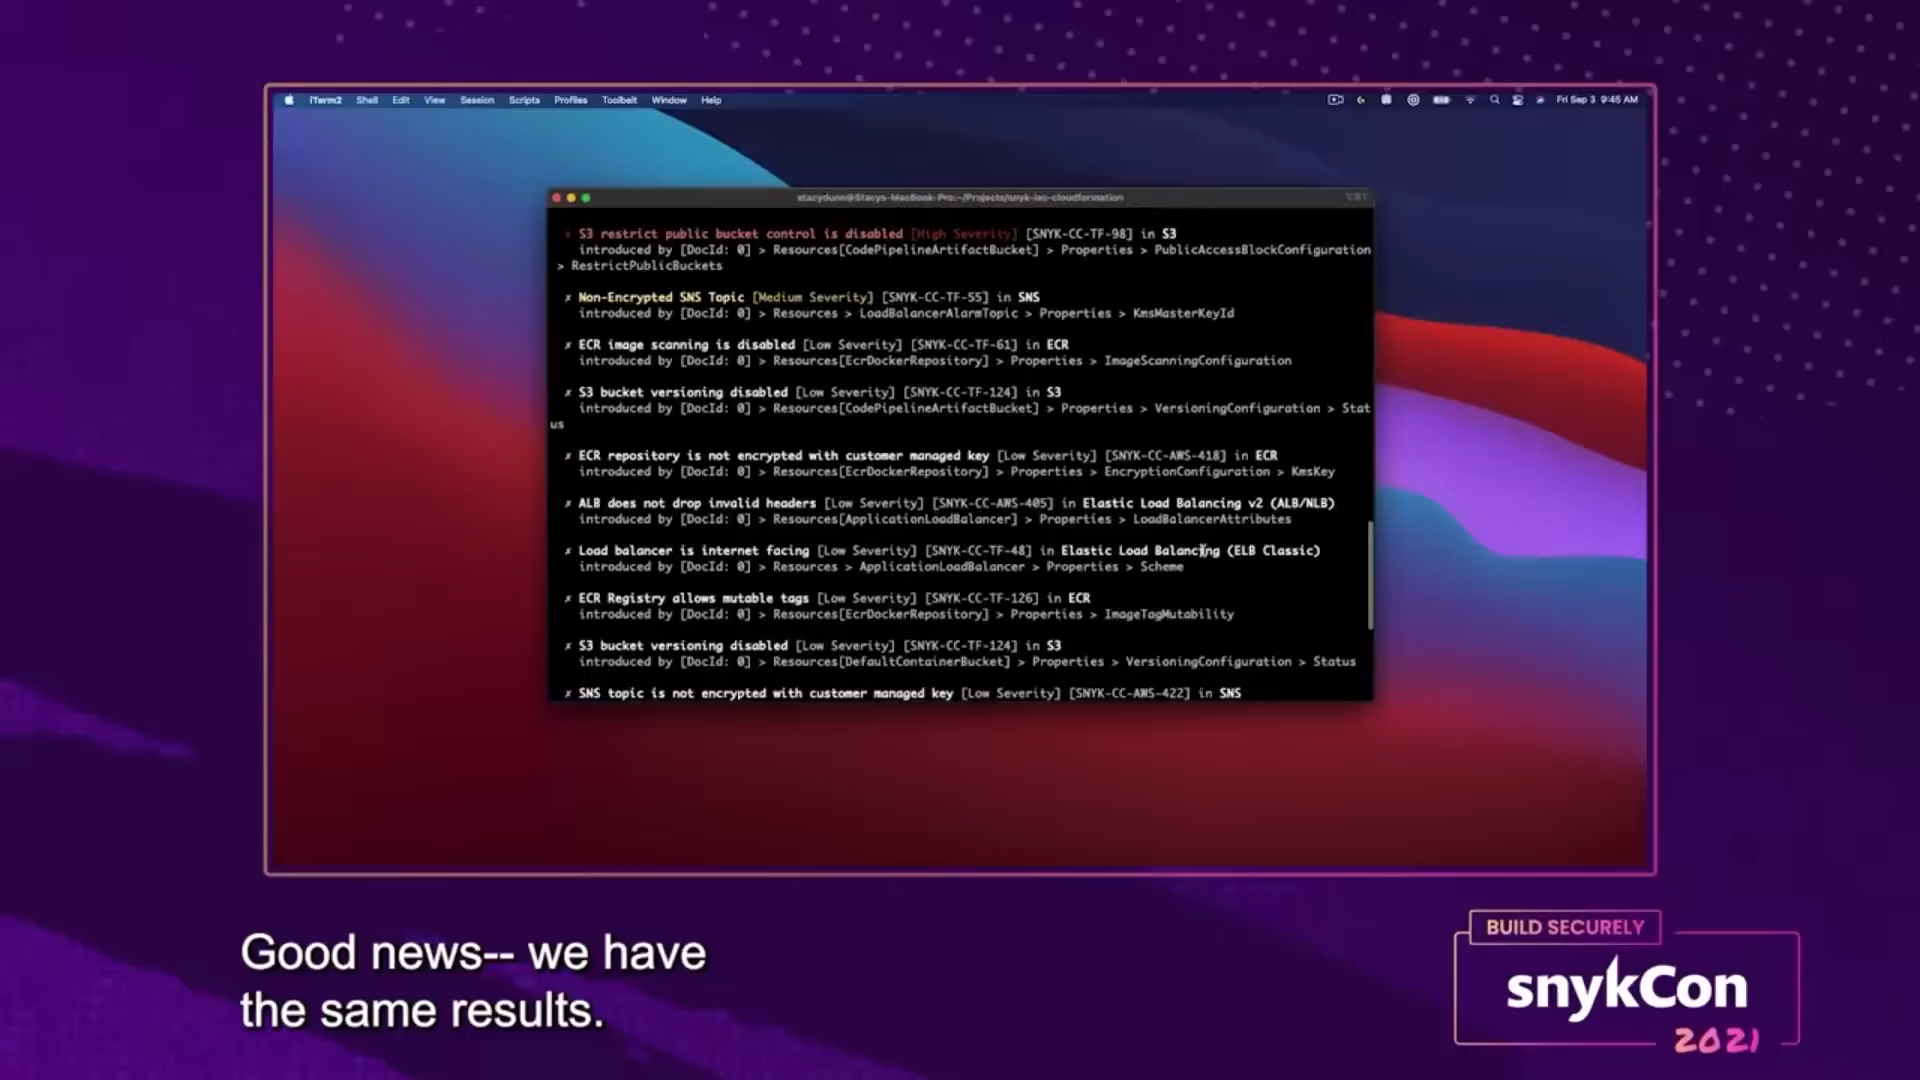 iTerm2 Shell Edit View Session Scripts Profiles Toolbelt Window Help
Fri Sep 3 9:45 AM
stacydunn@Stacys-MacBook-Pro:~/Projects/snyk-iac-cloudformation
✗ S3 restrict public bucket control is disabled [High Severity] [SNYK-CC-TF-98] in S3
introduced by [DocId: 0] > Resources[CodePipelineArtifactBucket] > Properties > PublicAccessBlockConfiguration
> RestrictPublicBuckets
✗ Non-Encrypted SNS Topic [Medium Severity] [SNYK-CC-TF-55] in SNS
introduced by [DocId: 0] > Resources > LoadBalancerAlarmTopic > Properties > KmsMasterKeyId
✗ ECR image scanning is disabled [Low Severity] [SNYK-CC-TF-61] in ECR
introduced by [DocId: 0] > Resources[EcrDockerRepository] > Properties > ImageScanningConfiguration
✗ S3 bucket versioning disabled [Low Severity] [SNYK-CC-TF-124] in S3
introduced by [DocId: 0] > Resources[CodePipelineArtifactBucket] > Properties > VersioningConfiguration > Stat
us
✗ ECR repository is not encrypted with customer managed key [Low Severity] [SNYK-CC-AWS-418] in ECR
introduced by [DocId: 0] > Resources[EcrDockerRepository] > Properties > EncryptionConfiguration > KmsKey
✗ ALB does not drop invalid headers [Low Severity] [SNYK-CC-AWS-405] in Elastic Load Balancing v2 (ALB/NLB)
introduced by [DocId: 0] > Resources[ApplicationLoadBalancer] > Properties > LoadBalancerAttributes
✗ Load balancer is internet facing [Low Severity] [SNYK-CC-TF-48] in Elastic Load Balancing (ELB Classic)
introduced by [DocId: 0] > Resources > ApplicationLoadBalancer > Properties > Scheme
✗ ECR Registry allows mutable tags [Low Severity] [SNYK-CC-TF-126] in ECR
introduced by [DocId: 0] > Resources[EcrDockerRepository] > Properties > ImageTagMutability
✗ S3 bucket versioning disabled [Low Severity] [SNYK-CC-TF-124] in S3
introduced by [DocId: 0] > Resources[DefaultContainerBucket] > Properties > VersioningConfiguration > Status
✗ SNS topic is not encrypted with customer managed key [Low Severity] [SNYK-CC-AWS-422] in SNS
Good news-- we have
the same results.
BUILD SECURELY
snykCon
2021